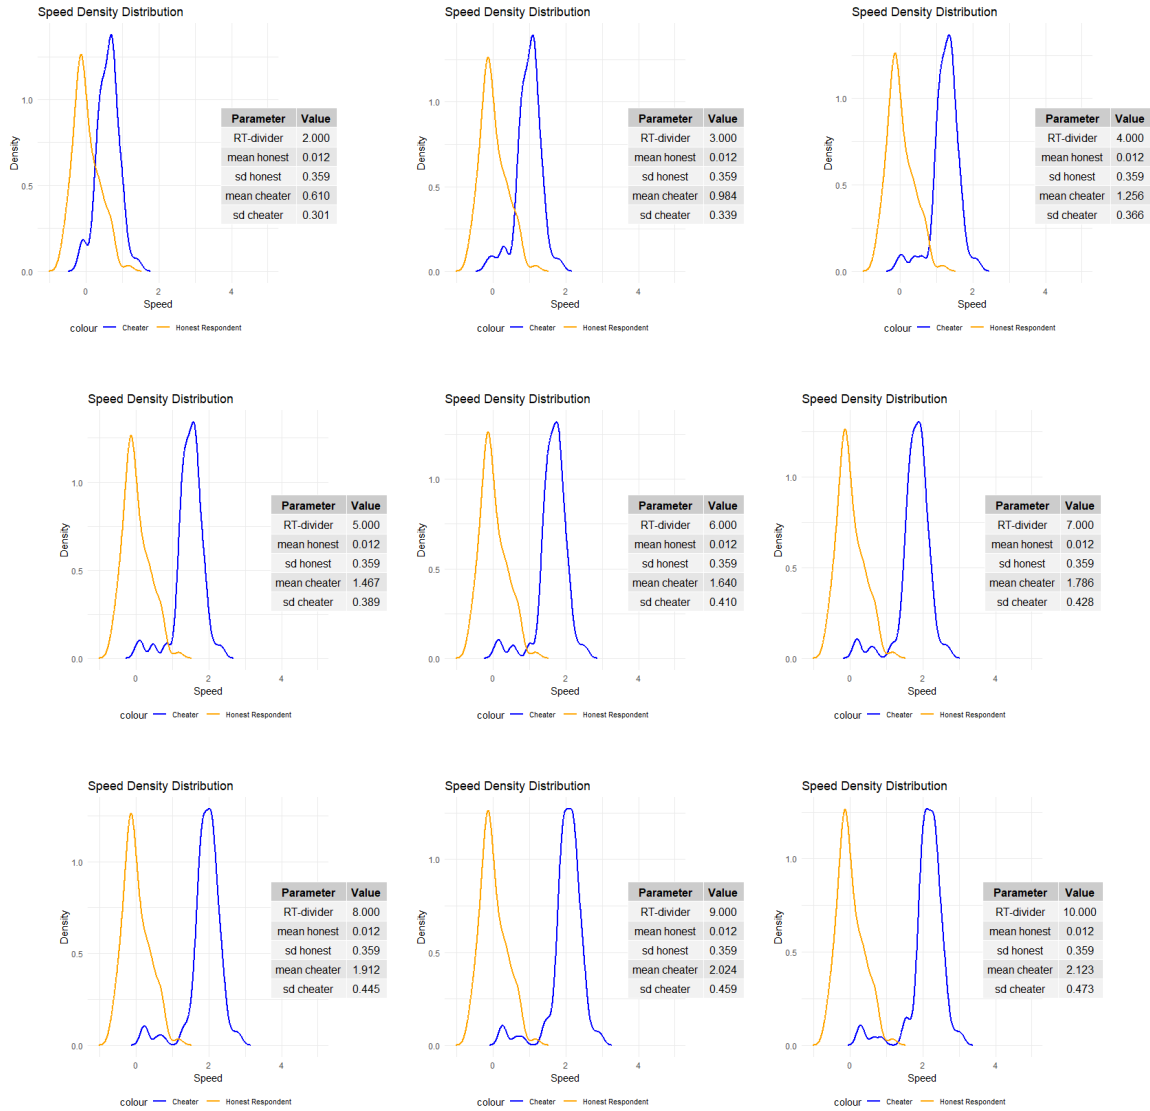 Speed Density Distribution
Density
1.0
0.5
0.0
0 2 4
Speed
Parameter Value
RT-divider 2.000
mean honest 0.012
sd honest 0.359
mean cheater 0.610
sd cheater 0.301
colour Cheater Honest Respondent
Speed Density Distribution
Density
1.0
0.5
0.0
0 2 4
Speed
Parameter Value
RT-divider 3.000
mean honest 0.012
sd honest 0.359
mean cheater 0.984
sd cheater 0.339
colour Cheater Honest Respondent
Speed Density Distribution
Density
1.0
0.5
0.0
0 2 4
Speed
Parameter Value
RT-divider 4.000
mean honest 0.012
sd honest 0.359
mean cheater 1.256
sd cheater 0.366
colour Cheater Honest Respondent
Speed Density Distribution
Density
1.0
0.5
0.0
0 2 4
Speed
Parameter Value
RT-divider 5.000
mean honest 0.012
sd honest 0.359
mean cheater 1.467
sd cheater 0.389
colour Cheater Honest Respondent
Speed Density Distribution
Density
1.0
0.5
0.0
0 2 4
Speed
Parameter Value
RT-divider 6.000
mean honest 0.012
sd honest 0.359
mean cheater 1.640
sd cheater 0.410
colour Cheater Honest Respondent
Speed Density Distribution
Density
1.0
0.5
0.0
0 2 4
Speed
Parameter Value
RT-divider 7.000
mean honest 0.012
sd honest 0.359
mean cheater 1.786
sd cheater 0.428
colour Cheater Honest Respondent
Speed Density Distribution
Density
1.0
0.5
0.0
0 2 4
Speed
Parameter Value
RT-divider 8.000
mean honest 0.012
sd honest 0.359
mean cheater 1.912
sd cheater 0.445
colour Cheater Honest Respondent
Speed Density Distribution
Density
1.0
0.5
0.0
0 2 4
Speed
Parameter Value
RT-divider 9.000
mean honest 0.012
sd honest 0.359
mean cheater 2.024
sd cheater 0.459
colour Cheater Honest Respondent
Speed Density Distribution
Density
1.0
0.5
0.0
0 2 4
Speed
Parameter Value
RT-divider 10.000
mean honest 0.012
sd honest 0.359
mean cheater 2.123
sd cheater 0.473
colour Cheater Honest Respondent